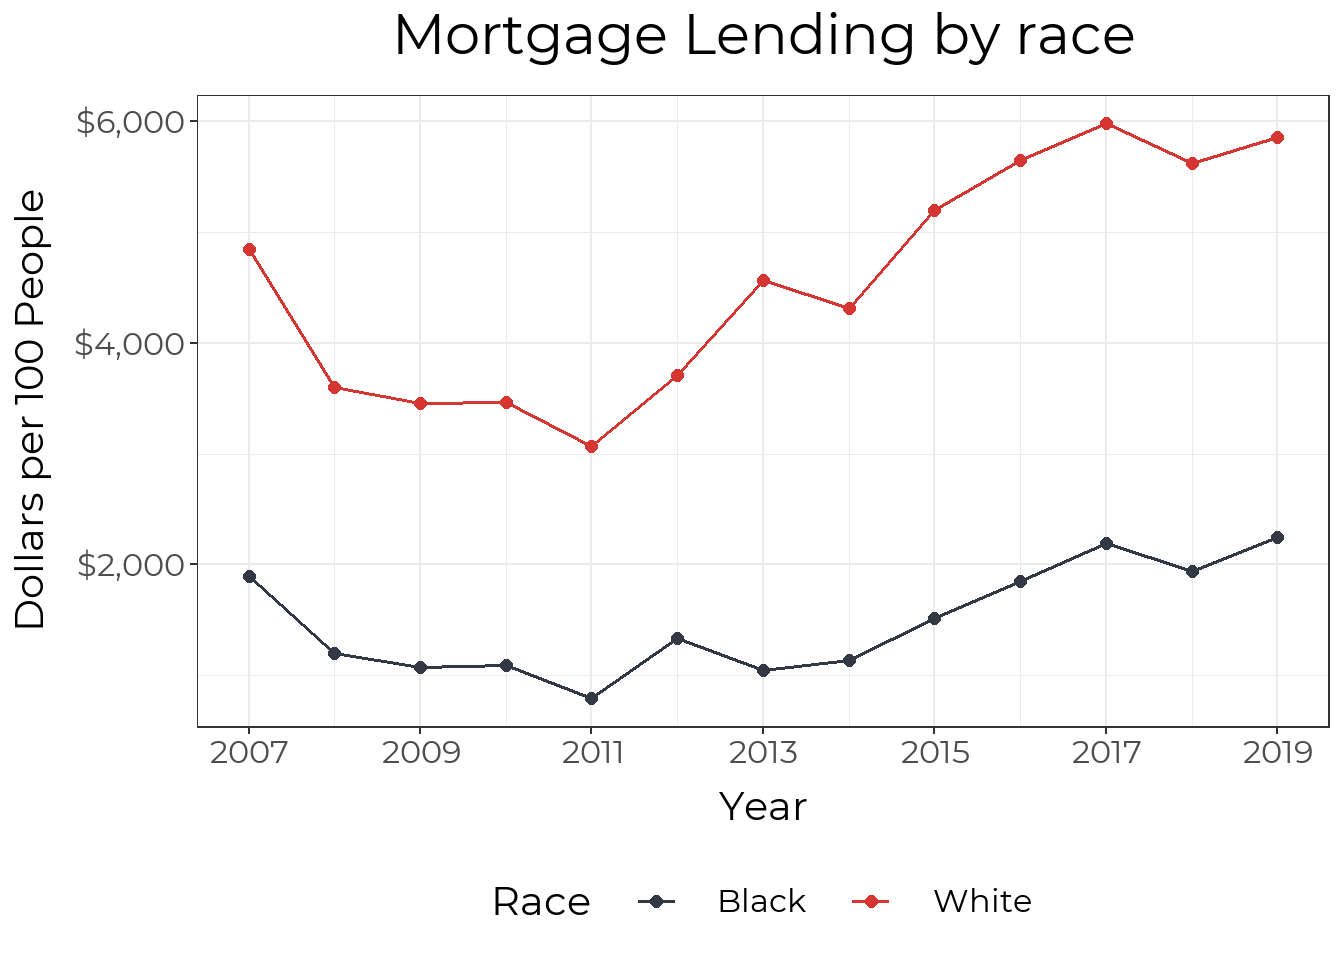 Mortgage Lending by race
$6,000
$4,000
$2,000
Dollars per 100 People
2007 2009 2011 2013 2015 2017 2019
Year
Race Black White